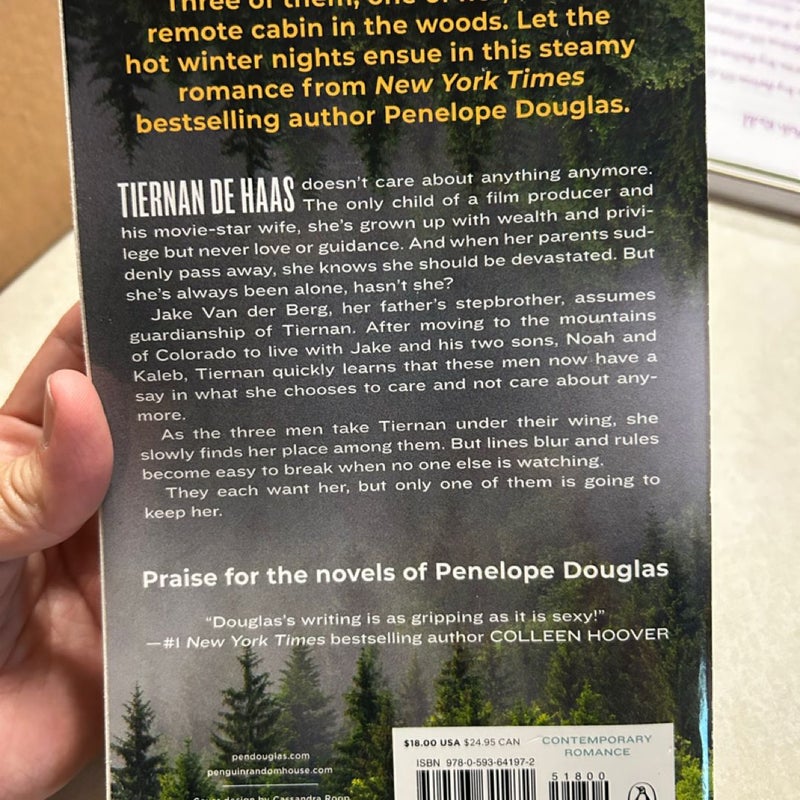 Three of them, one of
remote cabin in the woods. Let the
hot winter nights ensue in this steamy
romance from New York Times
bestselling author Penelope Douglas.
TIERNAN DE HAAS doesn't care about anything anymore.
The only child of a film producer and
his movie-star wife, she's grown up with wealth and privi-
lege but never love or guidance. And when her parents sud-
denly pass away, she knows she should be devastated. But
she's always been alone, hasn't she?
Jake Van der Berg, her father's stepbrother, assumes
guardianship of Tiernan. After moving to the mountains
of Colorado to live with Jake and his two sons, Noah and
Kaleb, Tiernan quickly learns that these men now have a
say in what she chooses to care and not care about any-
more.
As the three men take Tiernan under their wing, she
slowly finds her place among them. But lines blur and rules
become easy to break when no one else is watching.
They each want her, but only one of them is going to
keep her.
Praise for the novels of Penelope Douglas
"Douglas's writing is as gripping as it is sexy!"
—#1 New York Times bestselling author COLLEEN HOOVER
$18.00 USA $24.95 CAN
CONTEMPORARY
ROMANCE
ISBN 978-0-593-64197-2
51800
pendouglas.com
penguinrandomhouse.com
Cover design by Cassandra Ropp